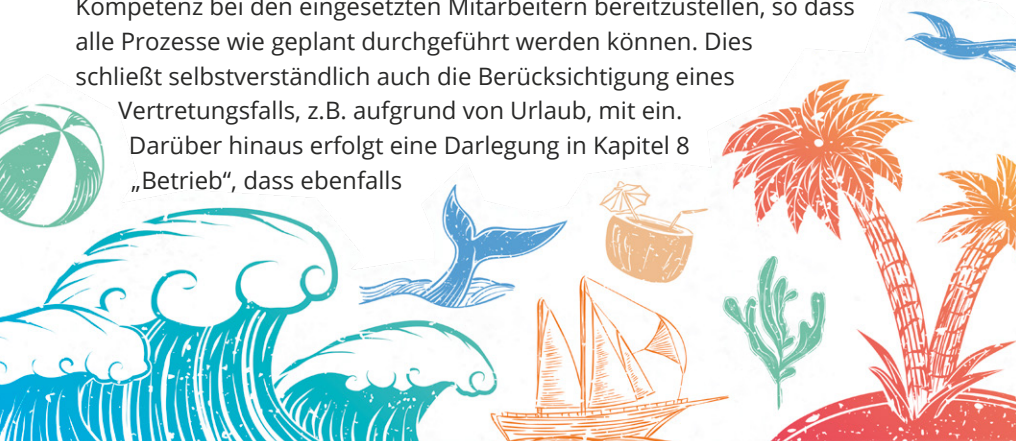 Kompetenz bei den eingesetzten Mitarbeitern bereitzustellen, so dass
alle Prozesse wie geplant durchgeführt werden können. Dies
schließt selbstverständlich auch die Berücksichtigung eines
Vertretungsfalls, z.B. aufgrund von Urlaub, mit ein.
Darüber hinaus erfolgt eine Darlegung in Kapitel 8
„Betrieb“, dass ebenfalls